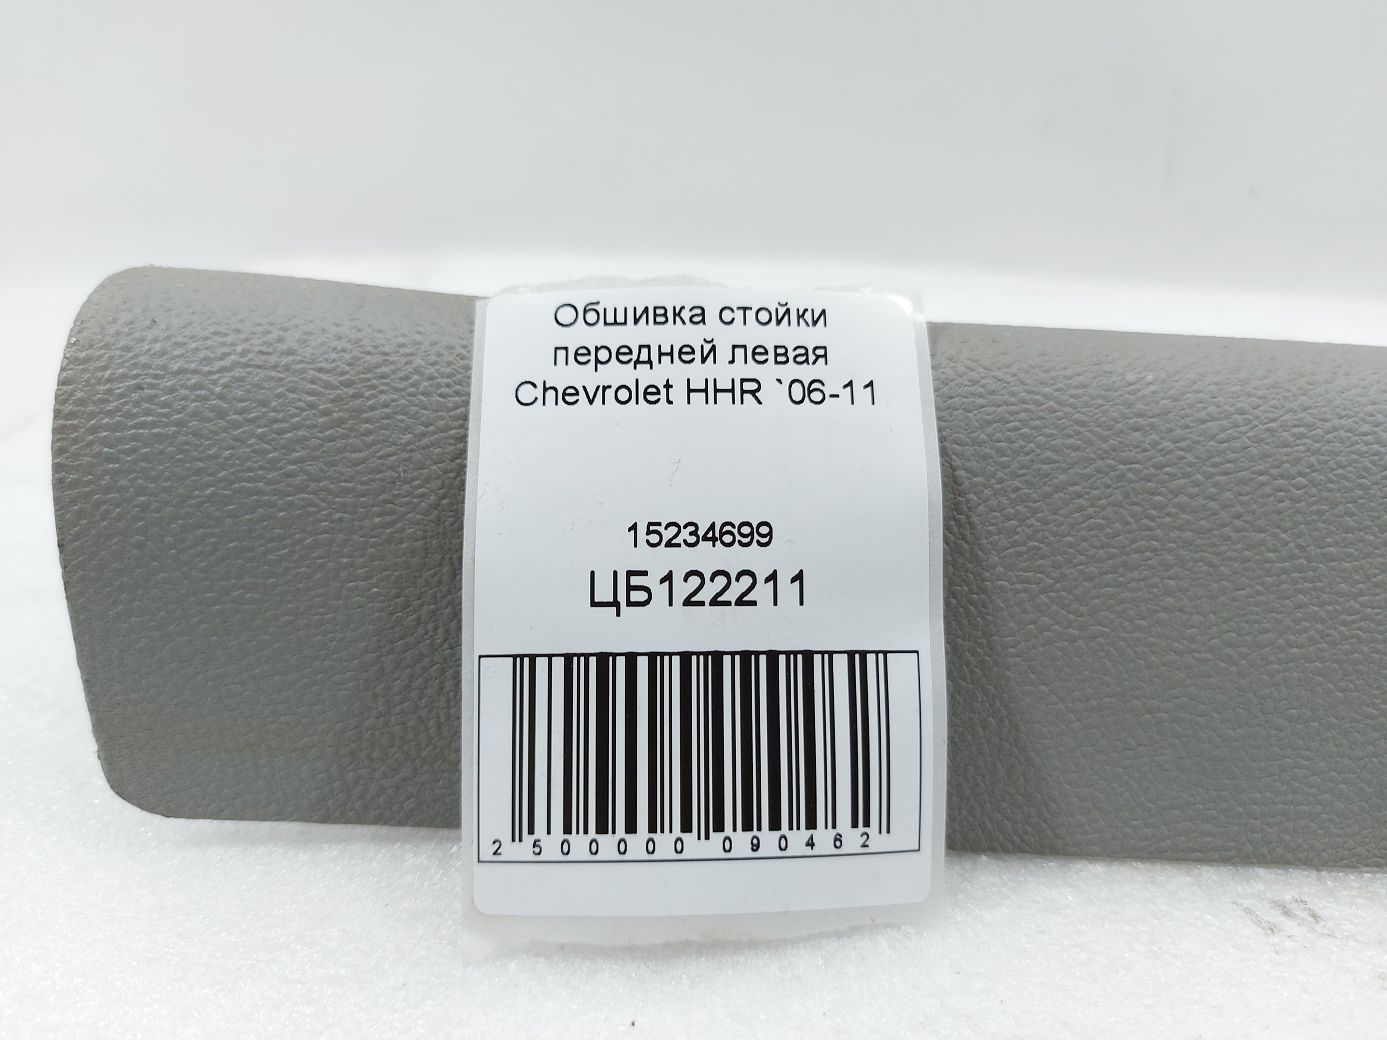 Обшивка стойки
передней левая
Chevrolet HHR `06-11
15234699
ЦБ122211
2 500000 090462